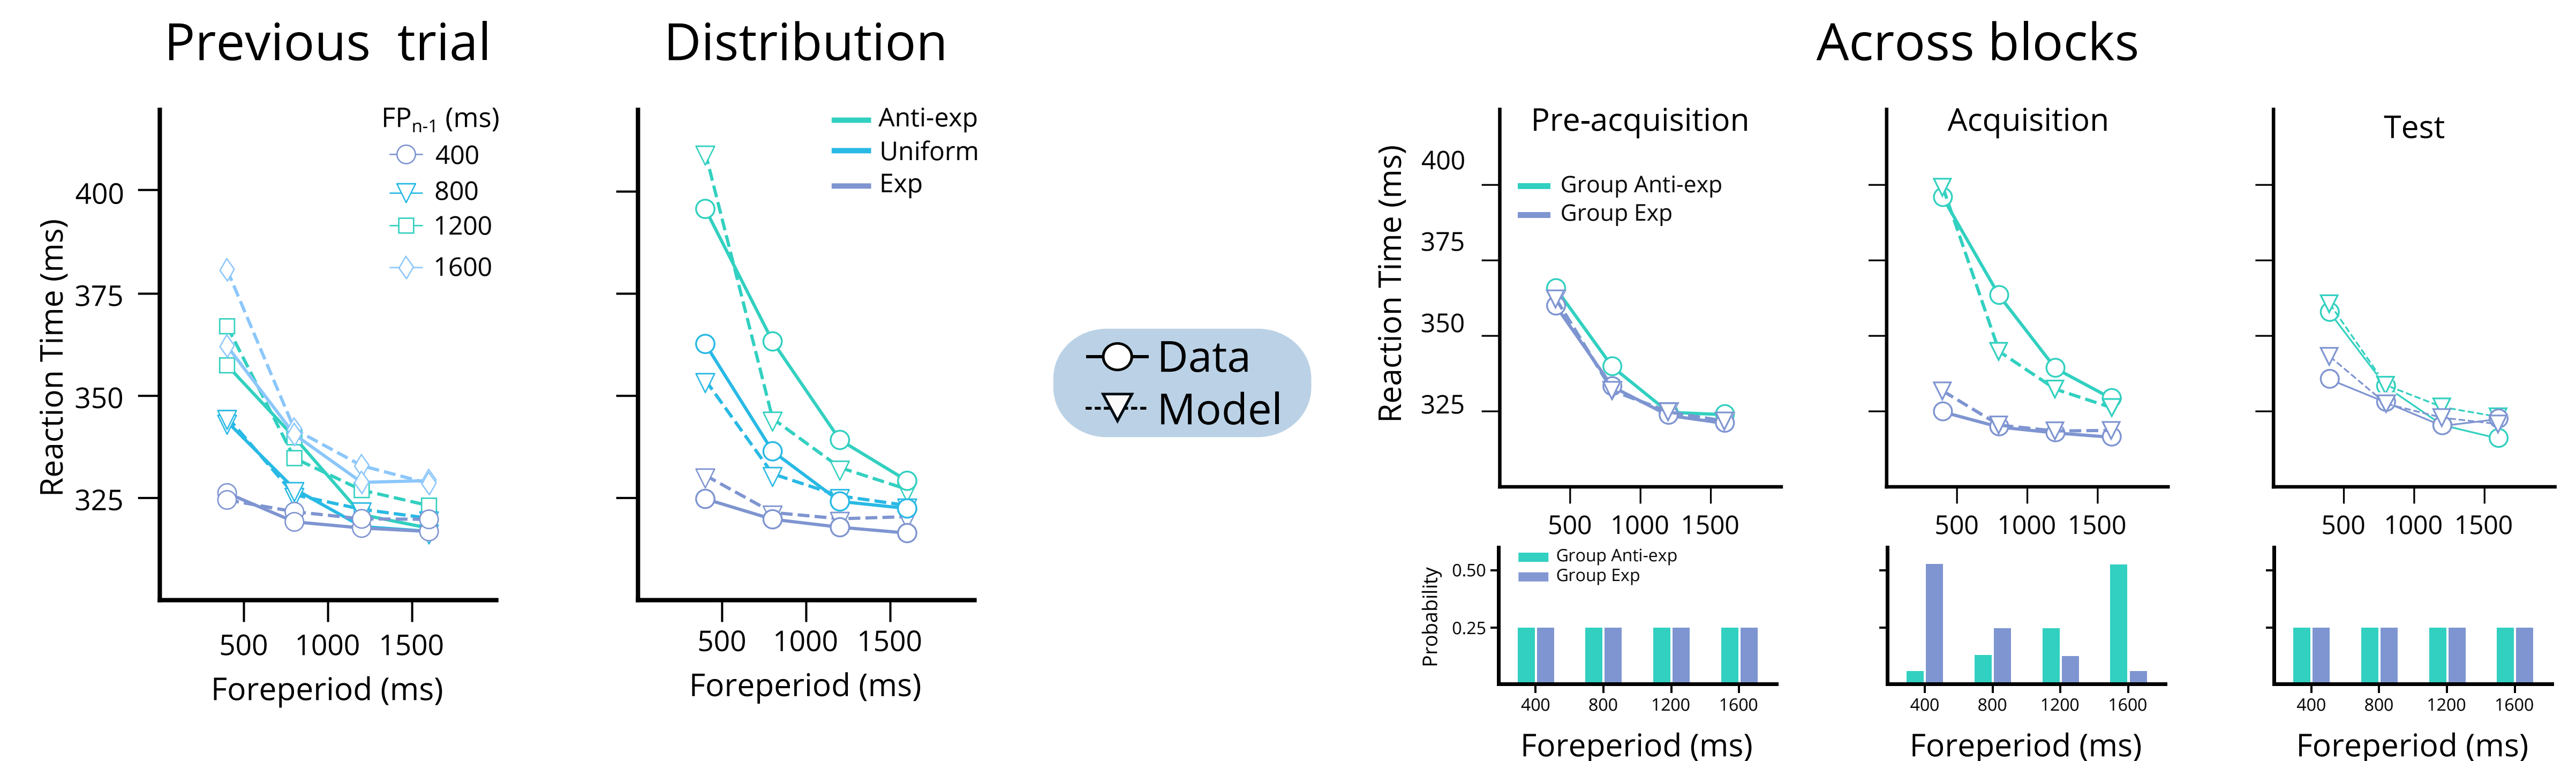 Previous trial
Distribution
Across blocks
FPn-1 (ms)
400
800
1200
1600
Reaction Time (ms)
400
375
350
325
500 1000 1500
Foreperiod (ms)
Anti-exp
Uniform
Exp
500 1000 1500
Foreperiod (ms)
Data
Model
Pre-acquisition
Acquisition
Test
Reaction Time (ms)
400
375
350
325
Group Anti-exp
Group Exp
500 1000 1500
500 1000 1500
500 1000 1500
Probability
0.50
0.25
Group Anti-exp
Group Exp
400 800 1200 1600
400 800 1200 1600
400 800 1200 1600
Foreperiod (ms)
Foreperiod (ms)
Foreperiod (ms)